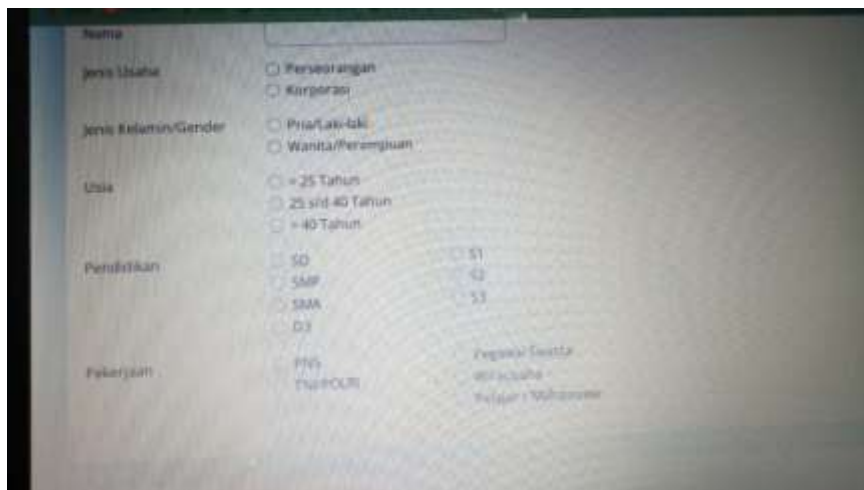 Nama
Jenis Usaha
Perseorangan
Korporasi
Jenis Kelamin/Gender
Pria/Laki-laki
Wanita/Perempuan
Usia
< 25 Tahun
25 s/d 40 Tahun
> 40 Tahun
Pendidikan
SD
SMP
SMA
D3
S1
S2
S3
Pekerjaan
PNS
TNI/POLRI
Pegawai Swasta
Wirausaha
Pelajar / Mahasiswa